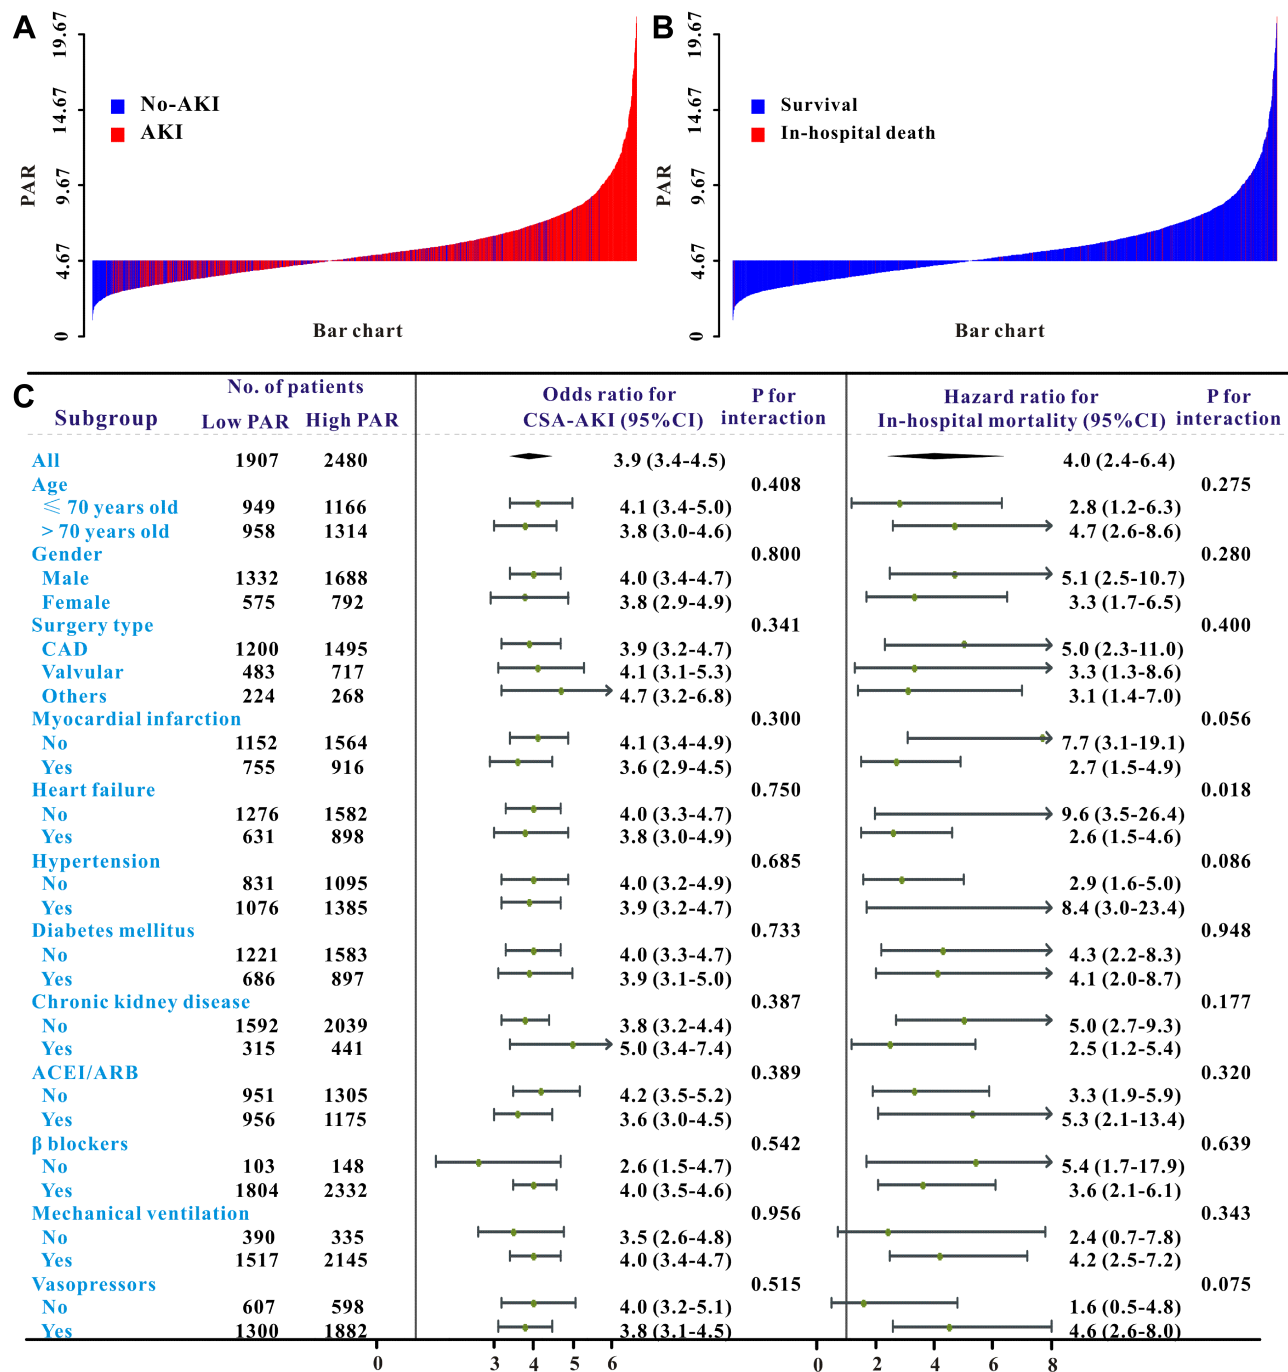 A
19.67
14.67
9.67
4.67
0
PAR
No-AKI
AKI
Bar chart
B
19.67
14.67
9.67
4.67
0
PAR
Survival
In-hospital death
Bar chart
C
No. of patients
Odds ratio for P for Hazard ratio for P for
Subgroup Low PAR High PAR CSA-AKI (95%CI) interaction In-hospital mortality (95%CI) interaction
All 1907 2480 3.9 (3.4-4.5) 4.0 (2.4-6.4)
Age 0.408 0.275
≤ 70 years old 949 1166 4.1 (3.4-5.0) 2.8 (1.2-6.3)
> 70 years old 958 1314 3.8 (3.0-4.6) 4.7 (2.6-8.6)
Gender 0.800 0.280
Male 1332 1688 4.0 (3.4-4.7) 5.1 (2.5-10.7)
Female 575 792 3.8 (2.9-4.9) 3.3 (1.7-6.5)
Surgery type 0.341 0.400
CAD 1200 1495 3.9 (3.2-4.7) 5.0 (2.3-11.0)
Valvular 483 717 4.1 (3.1-5.3) 3.3 (1.3-8.6)
Others 224 268 4.7 (3.2-6.8) 3.1 (1.4-7.0)
Myocardial infarction 0.300 0.056
No 1152 1564 4.1 (3.4-4.9) 7.7 (3.1-19.1)
Yes 755 916 3.6 (2.9-4.5) 2.7 (1.5-4.9)
Heart failure 0.750 0.018
No 1276 1582 4.0 (3.3-4.7) 9.6 (3.5-26.4)
Yes 631 898 3.8 (3.0-4.9) 2.6 (1.5-4.6)
Hypertension 0.685 0.086
No 831 1095 4.0 (3.2-4.9) 2.9 (1.6-5.0)
Yes 1076 1385 3.9 (3.2-4.7) 8.4 (3.0-23.4)
Diabetes mellitus 0.733 0.948
No 1221 1583 4.0 (3.3-4.7) 4.3 (2.2-8.3)
Yes 686 897 3.9 (3.1-5.0) 4.1 (2.0-8.7)
Chronic kidney disease 0.387 0.177
No 1592 2039 3.8 (3.2-4.4) 5.0 (2.7-9.3)
Yes 315 441 5.0 (3.4-7.4) 2.5 (1.2-5.4)
ACEI/ARB 0.389 0.320
No 951 1305 4.2 (3.5-5.2) 3.3 (1.9-5.9)
Yes 956 1175 3.6 (3.0-4.5) 5.3 (2.1-13.4)
β blockers 0.542 0.639
No 103 148 2.6 (1.5-4.7) 5.4 (1.7-17.9)
Yes 1804 2332 4.0 (3.5-4.6) 3.6 (2.1-6.1)
Mechanical ventilation 0.956 0.343
No 390 335 3.5 (2.6-4.8) 2.4 (0.7-7.8)
Yes 1517 2145 4.0 (3.4-4.7) 4.2 (2.5-7.2)
Vasopressors 0.515 0.075
No 607 598 4.0 (3.2-5.1) 1.6 (0.5-4.8)
Yes 1300 1882 3.8 (3.1-4.5) 4.6 (2.6-8.0)
0 3 4 5 6 0 2 4 6 8